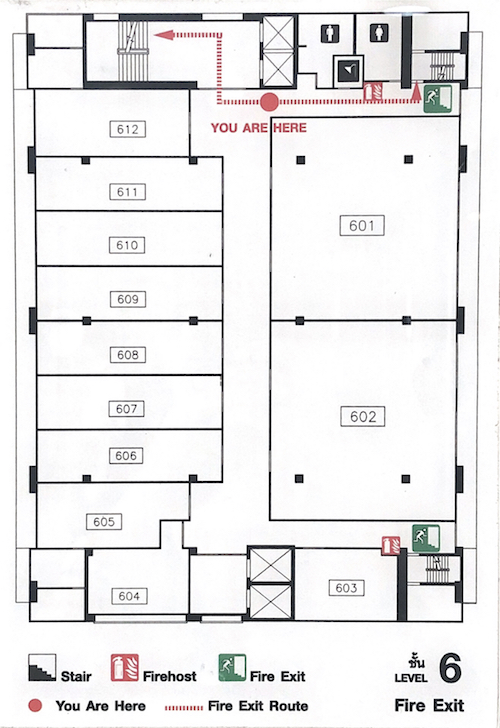 YOU ARE HERE
612
611
601
610
609
608
607
602
606
605
604
603
Stair
Firehost
Fire Exit
ชั้น
LEVEL 6
You Are Here
Fire Exit Route
Fire Exit